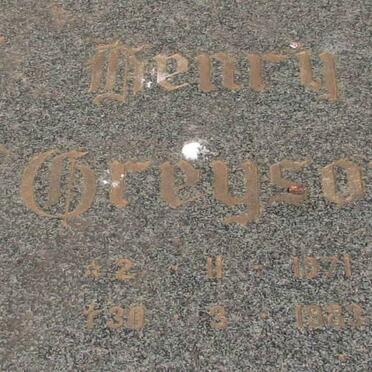 Henry
Greyso
* 2 · 11 · 1871
† 30 · 3 ·